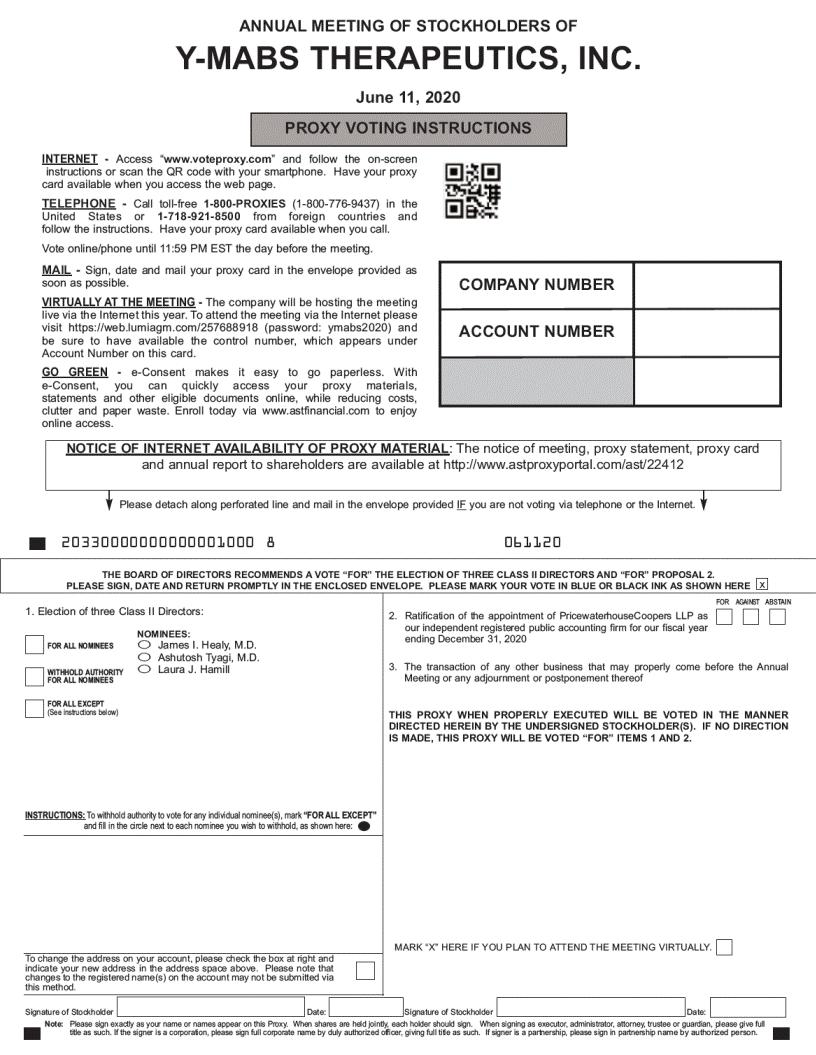 ANNUAL MEETING OF STOCKHOLDERS OF
Y-MABS THERAPEUTICS, INC.
June 11, 2020
PROXY VOTING INSTRUCTIONS
INTERNET - Access “www.voteproxy.com” and follow the on-screen
instructions or scan the QR code with your smartphone. Have your proxy
card available when you access the web page.
TELEPHONE - Call toll-free 1-800-PROXIES (1-800-776-9437) in the
United States or 1-718-921-8500 from foreign countries and
follow the instructions. Have your proxy card available when you call.
Vote online/phone until 11:59 PM EST the day before the meeting.
MAIL - Sign, date and mail your proxy card in the envelope provided as
soon as possible.
VIRTUALLY AT THE MEETING - The company will be hosting the meeting
live via the Internet this year. To attend the meeting via the Internet please
visit https://web.lumiagm.com/257688918 (password: ymabs2020) and
be sure to have available the control number, which appears under
Account Number on this card.
GO GREEN - e-Consent makes it easy to go paperless. With
e-Consent, you can quickly access your proxy materials,
statements and other eligible documents online, while reducing costs,
clutter and paper waste. Enroll today via www.astfinancial.com to enjoy
online access.
COMPANY NUMBER
ACCOUNT NUMBER
NOTICE OF INTERNET AVAILABILITY OF PROXY MATERIAL: The notice of meeting, proxy statement, proxy card
and annual report to shareholders are available at http://www.astproxyportal.com/ast/22412
Please detach along perforated line and mail in the envelope provided IF you are not voting via telephone or the Internet.
20330000000000001000 8 061120
THE BOARD OF DIRECTORS RECOMMENDS A VOTE “FOR” THE ELECTION OF THREE CLASS II DIRECTORS AND “FOR” PROPOSAL 2.
PLEASE SIGN, DATE AND RETURN PROMPTLY IN THE ENCLOSED ENVELOPE. PLEASE MARK YOUR VOTE IN BLUE OR BLACK INK AS SHOWN HERE X
1. Election of three Class II Directors:
FOR ALL NOMINEES
WITHHOLD AUTHORITY
FOR ALL NOMINEES
FOR ALL EXCEPT
(See instructions below)
NOMINEES:
James I. Healy, M.D.
Ashutosh Tyagi, M.D.
Laura J. Hamill
INSTRUCTIONS: To withhold authority to vote for any individual nominee(s), mark “FOR ALL EXCEPT”
and fill in the circle next to each nominee you wish to withhold, as shown here:
To change the address on your account, please check the box at right and
indicate your new address in the address space above. Please note that
changes to the registered name(s) on the account may not be submitted via
this method.
FOR AGAINST ABSTAIN
2. Ratification of the appointment of PricewaterhouseCoopers LLP as
our independent registered public accounting firm for our fiscal year
ending December 31, 2020
3. The transaction of any other business that may properly come before the Annual
Meeting or any adjournment or postponement thereof
THIS PROXY WHEN PROPERLY EXECUTED WILL BE VOTED IN THE MANNER
DIRECTED HEREIN BY THE UNDERSIGNED STOCKHOLDER(S). IF NO DIRECTION
IS MADE, THIS PROXY WILL BE VOTED “FOR” ITEMS 1 AND 2.
MARK “X” HERE IF YOU PLAN TO ATTEND THE MEETING VIRTUALLY.
Signature of Stockholder Date: Signature of Stockholder Date:
Note: Please sign exactly as your name or names appear on this Proxy. When shares are held jointly, each holder should sign. When signing as executor, administrator, attorney, trustee or guardian, please give full
title as such. If the signer is a corporation, please sign full corporate name by duly authorized officer, giving full title as such. If signer is a partnership, please sign in partnership name by authorized person.